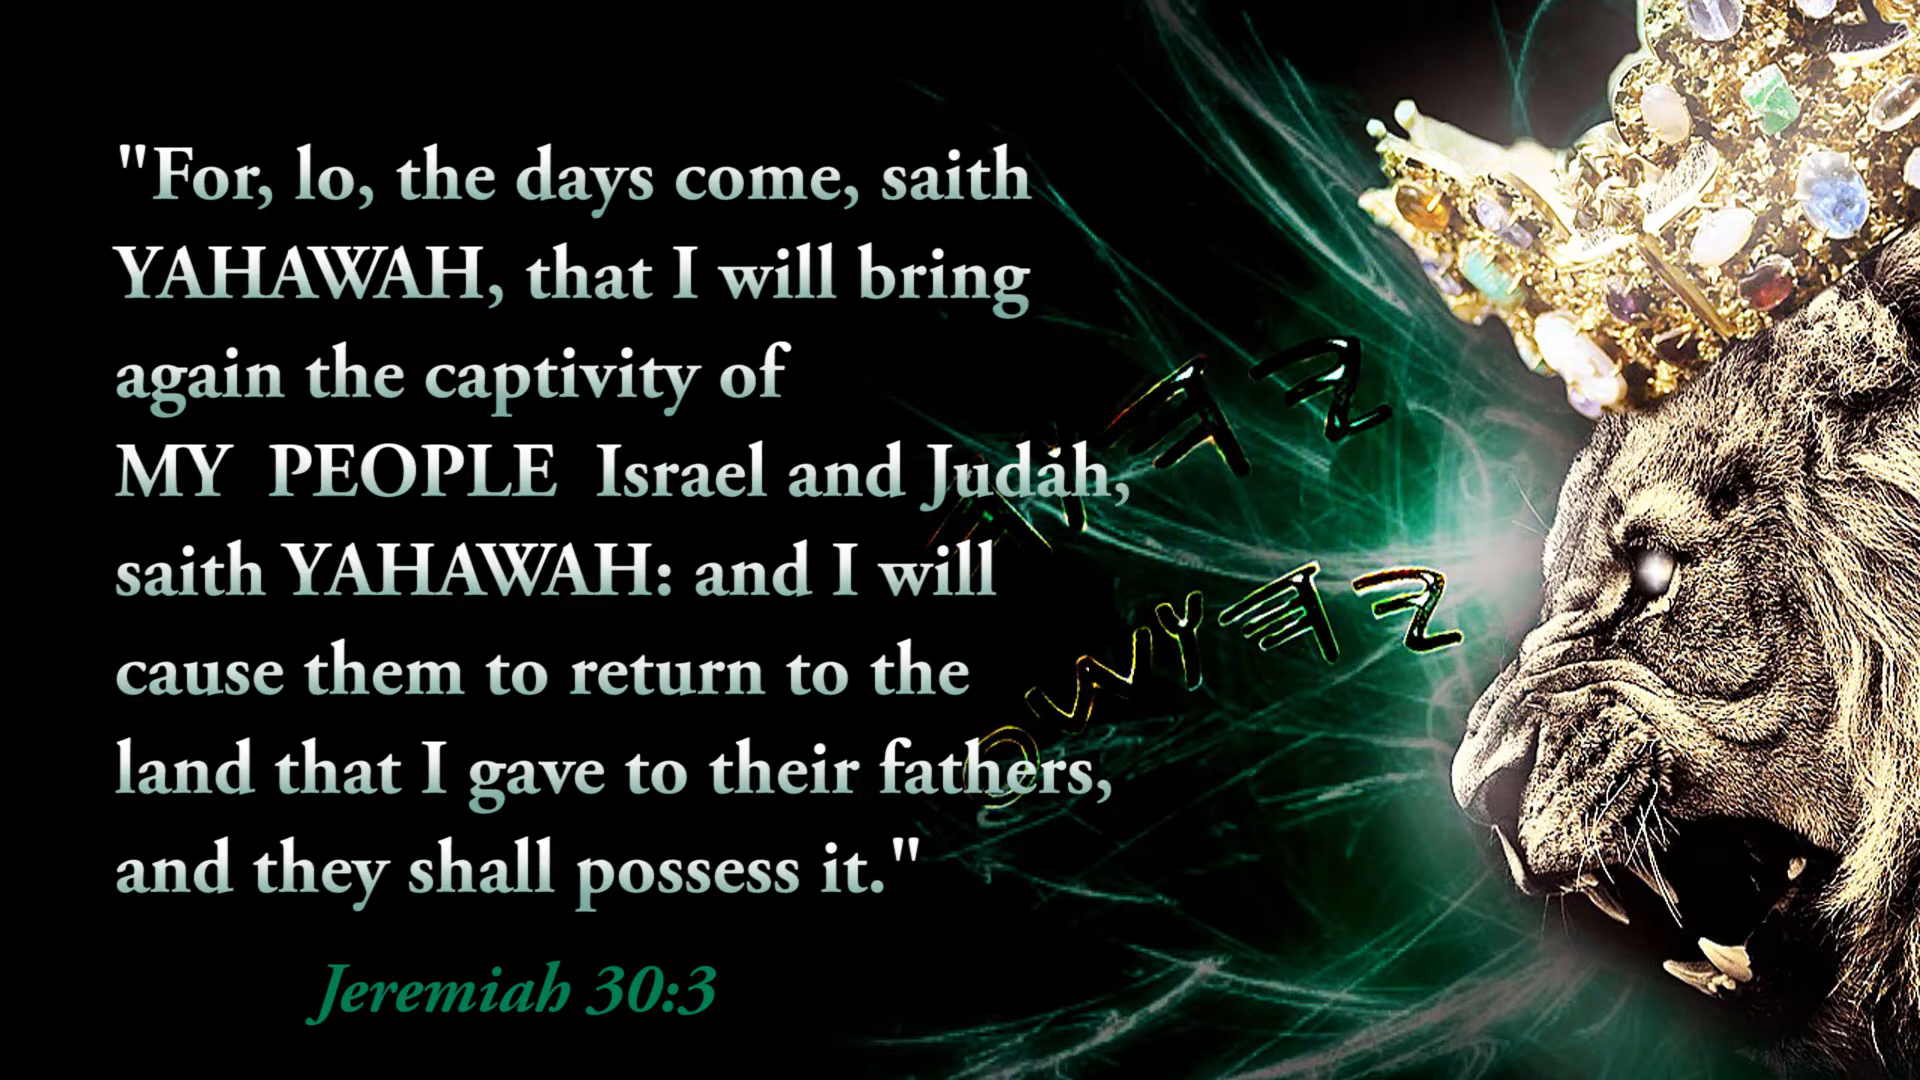 "For, lo, the days come, saith
YAHAWAH, that I will bring
again the captivity of
MY PEOPLE Israel and Judah,
saith YAHAWAH: and I will
cause them to return to the
land that I gave to their fathers,
and they shall possess it."
Jeremiah 30:3
𐤉𐤄𐤅𐤄
𐤉𐤄𐤅𐤔𐤏